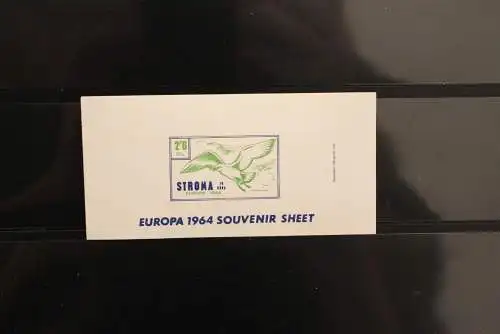 2'6
STROMA
EUROPA 1964 SOUVENIR SHEET